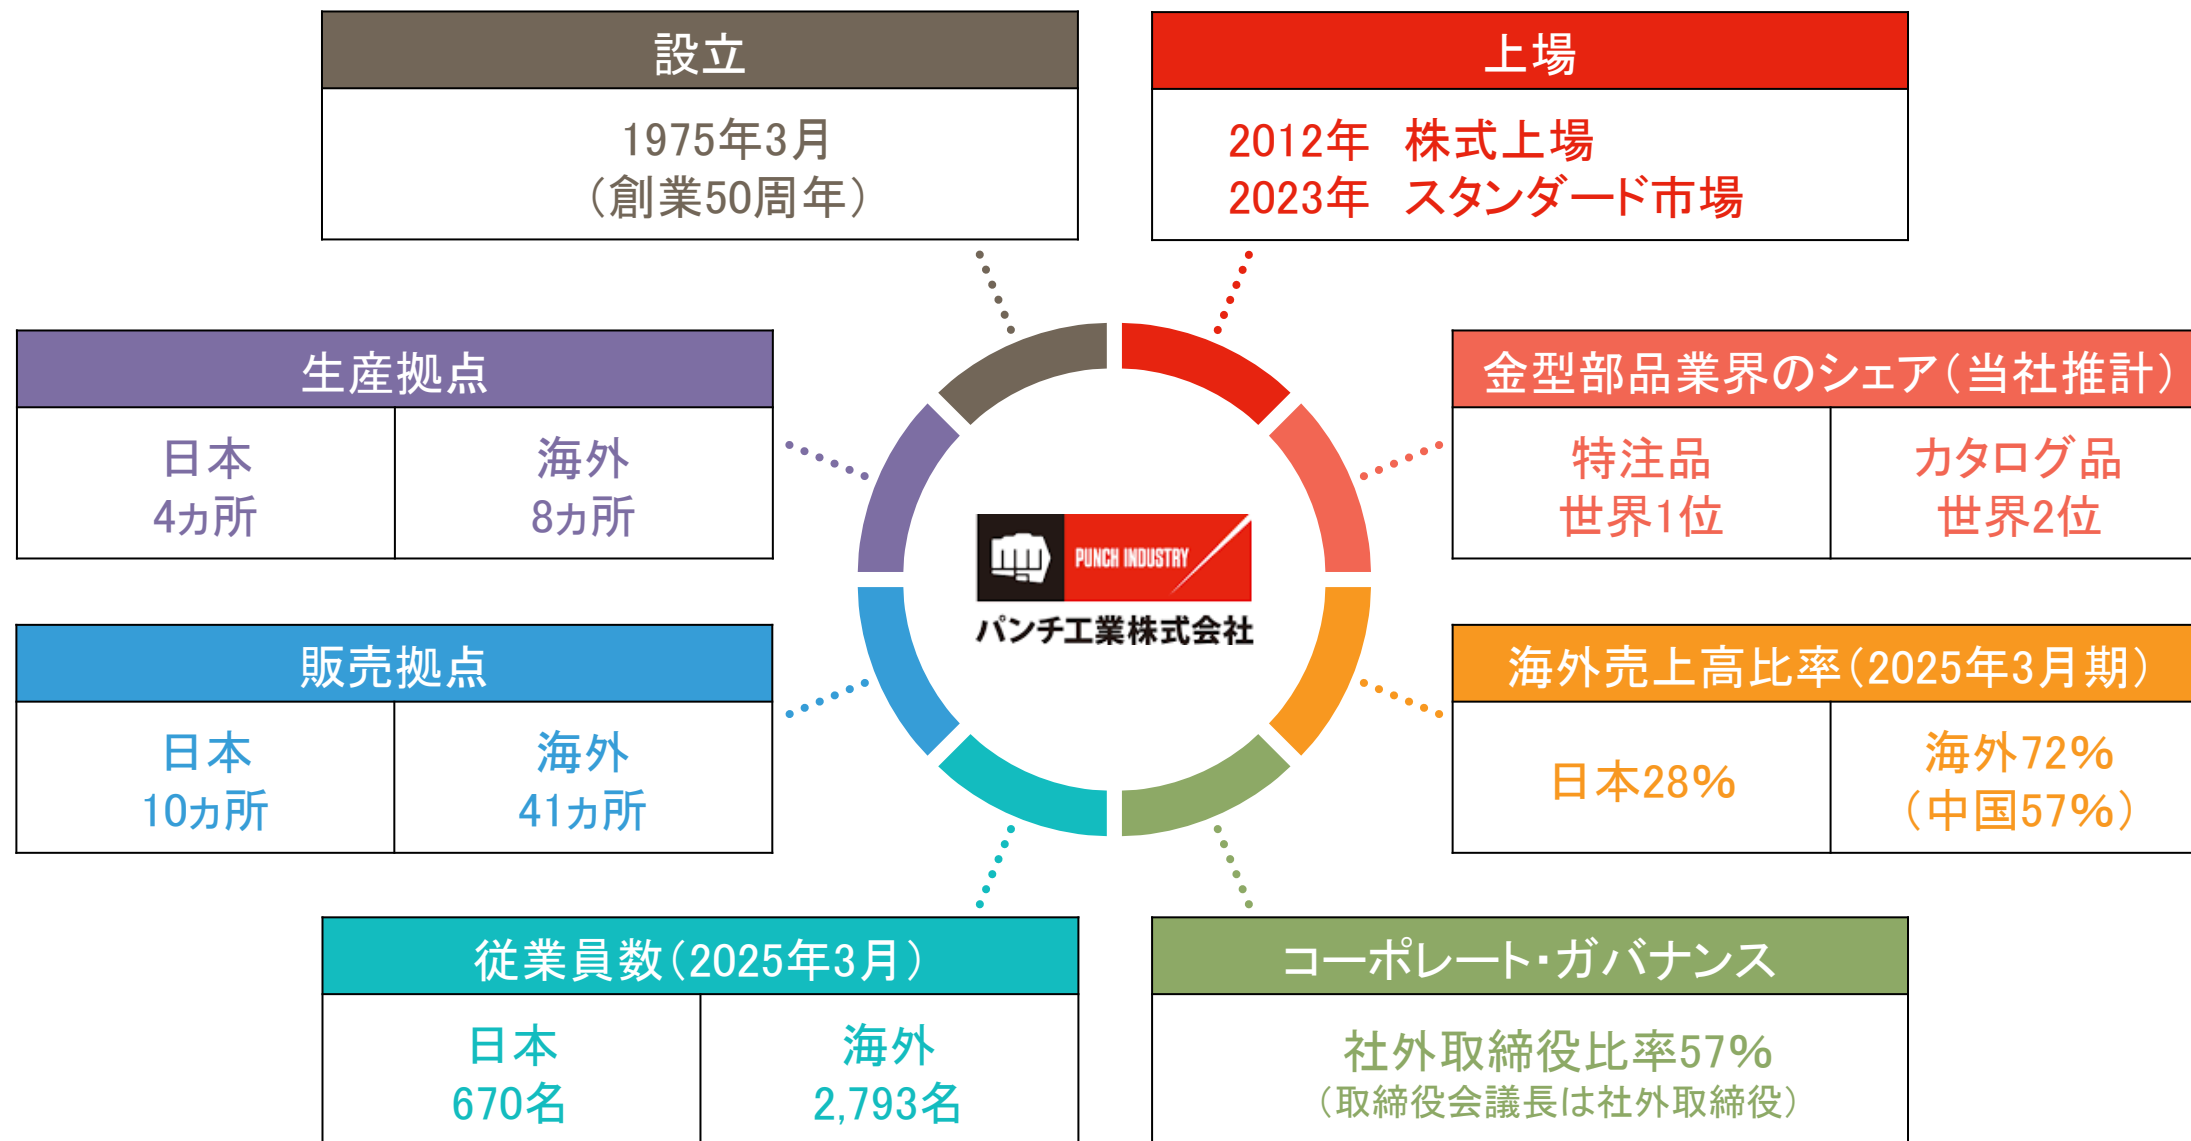 設立
1975年3月
（創業50周年）
上場
2012年　株式上場
2023年　スタンダード市場
生産拠点
日本
4カ所
海外
8カ所
金型部品業界のシェア（当社推計）
特注品
世界1位
カタログ品
世界2位
PUNCH INDUSTRY
パンチ工業株式会社
販売拠点
日本
10カ所
海外
41カ所
海外売上高比率（2025年3月期）
日本28%
海外72%
（中国57%）
従業員数（2025年3月）
日本
670名
海外
2,793名
コーポレート・ガバナンス
社外取締役比率57%
（取締役会議長は社外取締役）